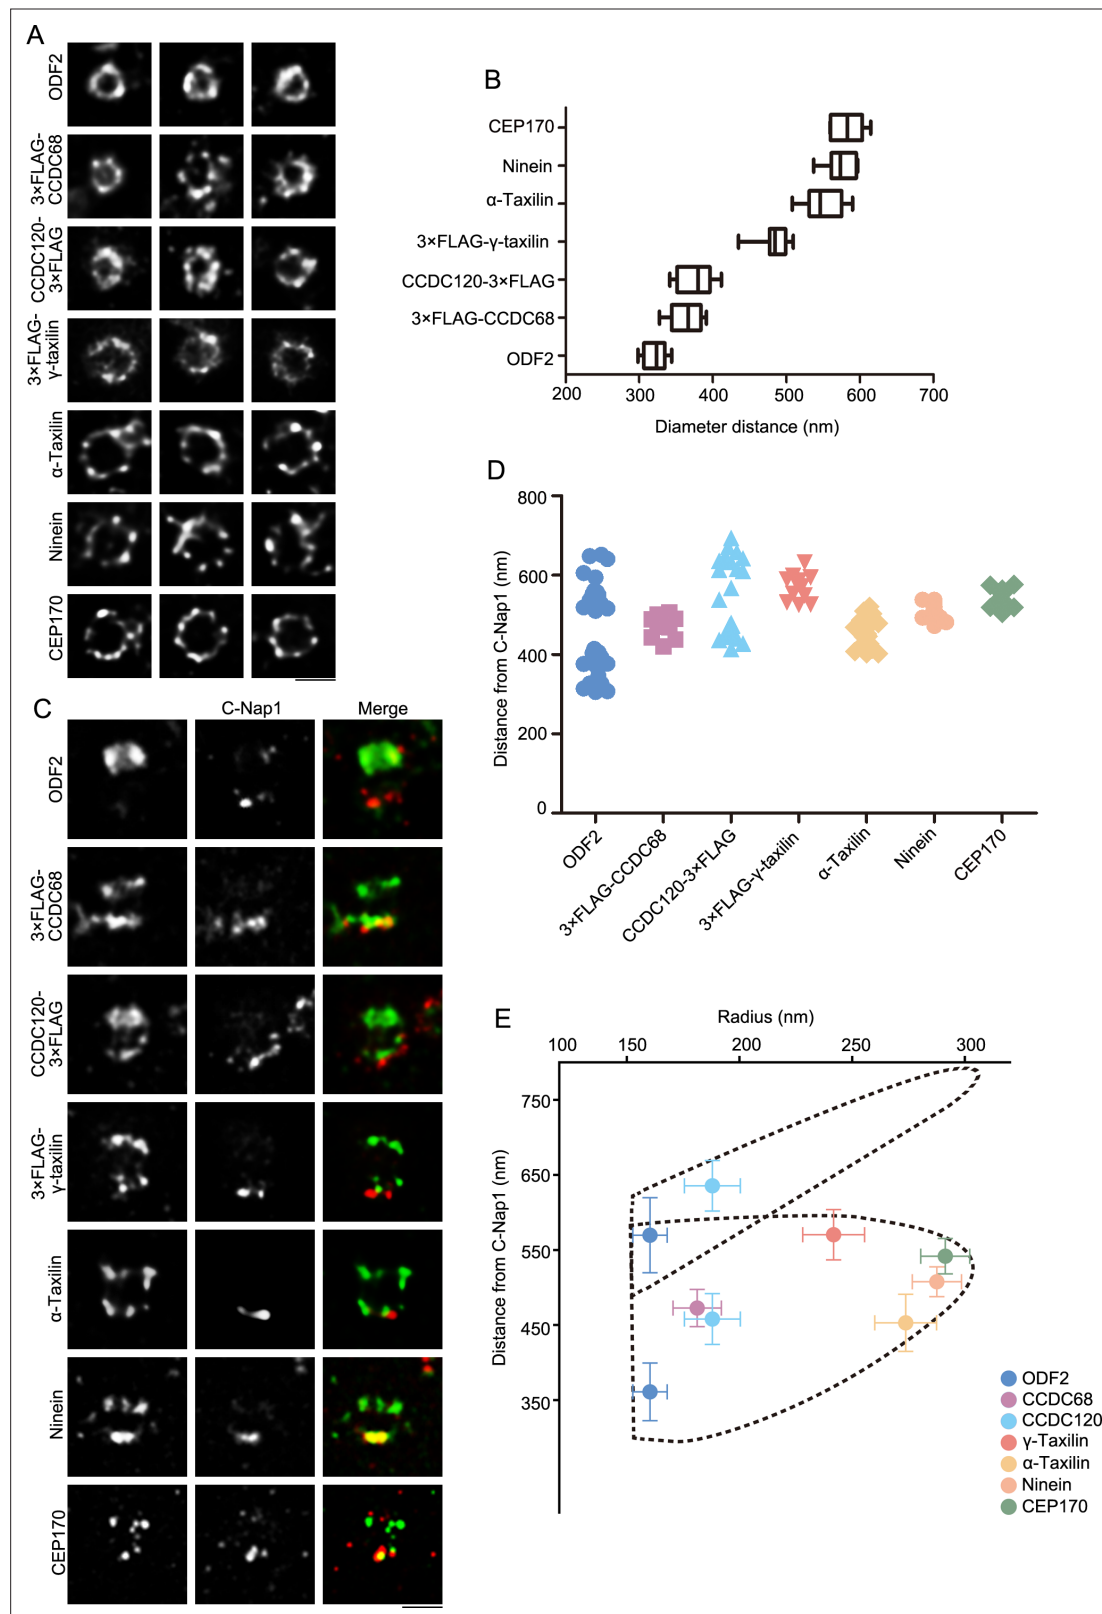 A
ODF2
3×FLAG-
CCDC68
CCDC120-
3×FLAG
3×FLAG-
γ-taxilin
α-Taxilin
Ninein
CEP170
B
CEP170
Ninein
α-Taxilin
3×FLAG-γ-taxilin
CCDC120-3×FLAG
3×FLAG-CCDC68
ODF2
200 300 400 500 600 700
Diameter distance (nm)
C
C-Nap1 Merge
ODF2
3×FLAG-
CCDC68
CCDC120-
3×FLAG
3×FLAG-
γ-taxilin
α-Taxilin
Ninein
CEP170
D
Distance from C-Nap1 (nm)
800
600
400
200
0
ODF2
3×FLAG-CCDC68
CCDC120-3×FLAG
3×FLAG-γ-taxilin
α-Taxilin
Ninein
CEP170
E
Radius (nm)
100 150 200 250 300
Distance from C-Nap1 (nm)
750
650
550
450
350
ODF2
CCDC68
CCDC120
γ-Taxilin
α-Taxilin
Ninein
CEP170